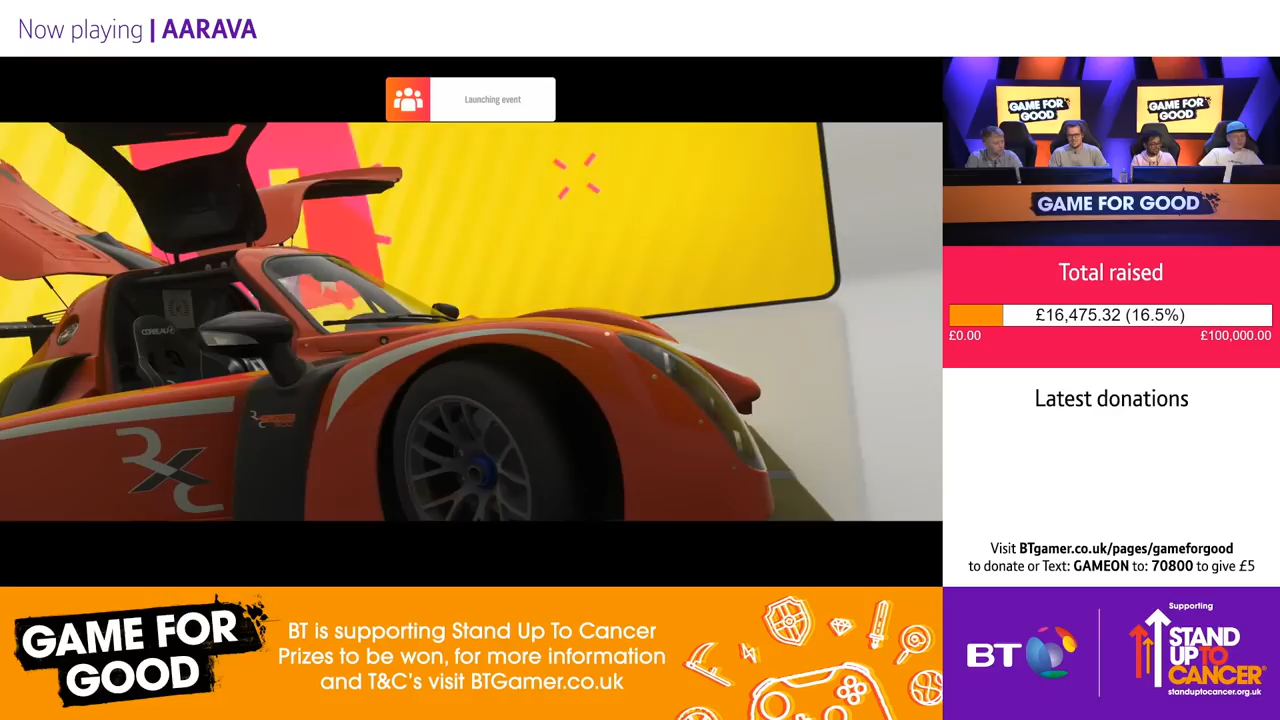 Now playing | AARAVA
Launching event
GAME FOR
GOOD
GAME FOR
GOOD
GAME FOR GOOD
Total raised
£16,475.32 (16.5%)
£0.00
£100,000.00
Latest donations
CORBEAU
RXC
Visit BTgamer.co.uk/pages/gameforgood
to donate or Text: GAMEON to: 70800 to give £5
GAME FOR
GOOD
BT is supporting Stand Up To Cancer
Prizes to be won, for more information
and T&C's visit BTGamer.co.uk
BT
Supporting
STAND
UP TO
CANCER
standuptocancer.org.uk